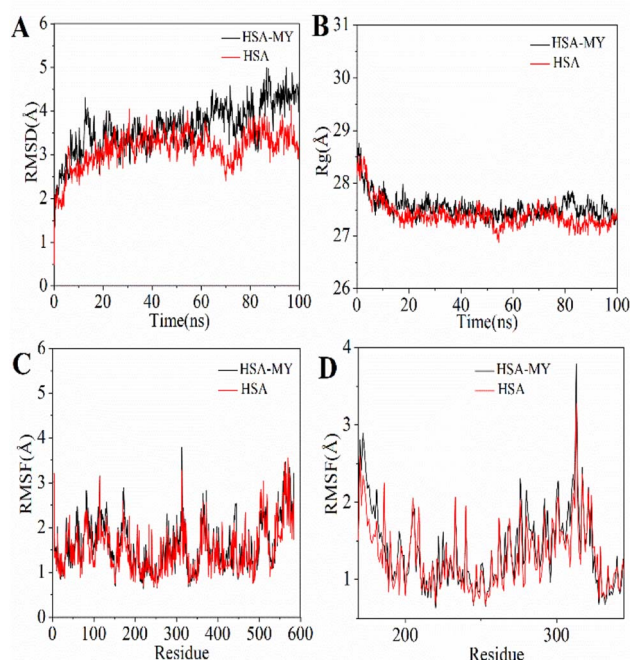 A
HSA-MY
HSA
RMSD(Å)
6
5
4
3
2
1
0
0 20 40 60 80 100
Time(ns)
B
HSA-MY
HSA
Rg(Å)
31
30
29
28
27
26
0 20 40 60 80 100
Time(ns)
C
HSA-MY
HSA
RMSF(Å)
6
5
4
3
2
1
0
0 100 200 300 400 500 600
Residue
D
HSA-MY
HSA
RMSF(Å)
4
3
2
1
200 300
Residue